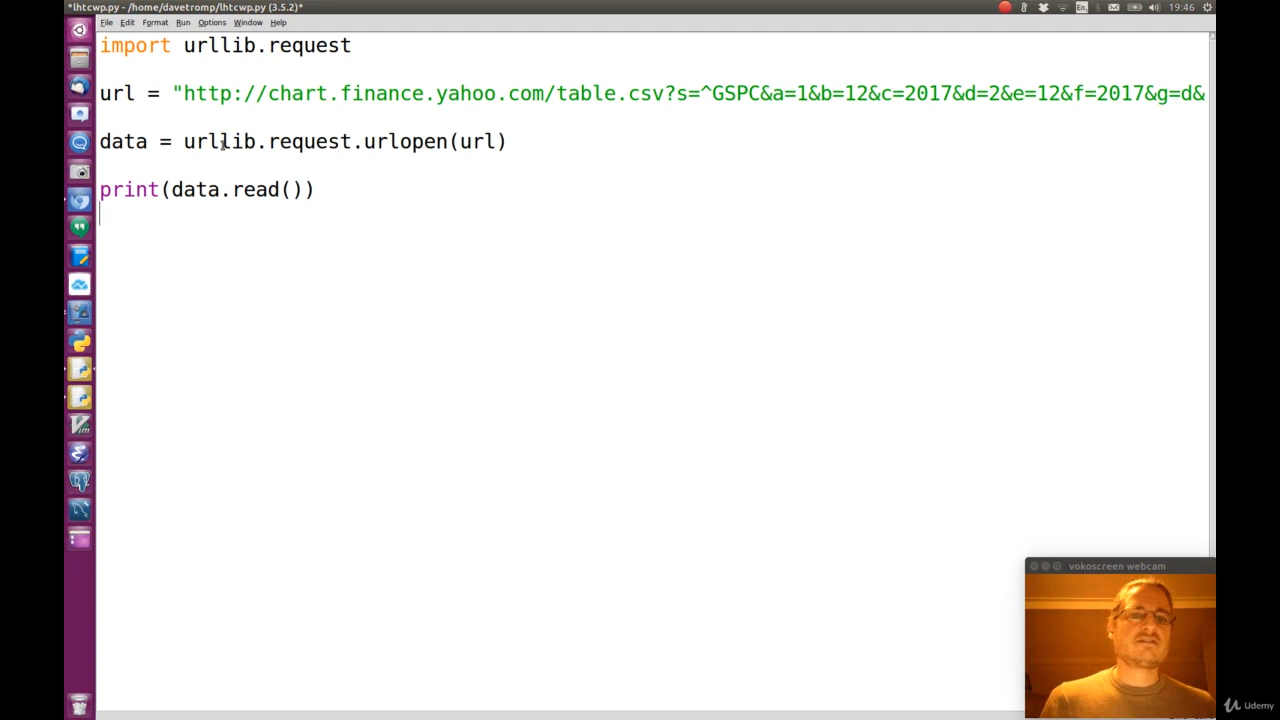 *lhtcwp.py - /home/davetromp/lhtcwp.py (3.5.2)*
En
19:46
File Edit Format Run Options Window Help
import urllib.request
url = "http://chart.finance.yahoo.com/table.csv?s=^GSPC&a=1&b=12&c=2017&d=2&e=12&f=2017&g=d&
data = urllib.request.urlopen(url)
print(data.read())
vokoscreen webcam
Udemy